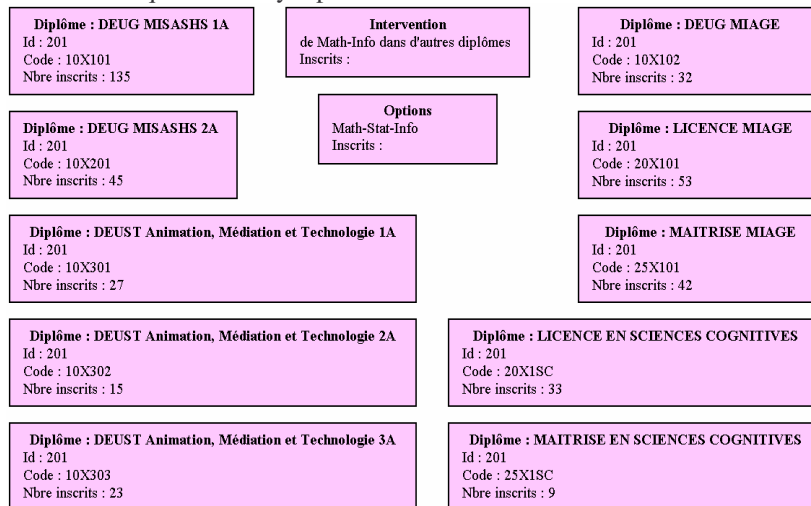 Diplôme : DEUG MISASHS 1A
Id : 201
Code : 10X101
Nbre inscrits : 135
Intervention
de Math-Info dans d'autres diplômes
Inscrits :
Diplôme : DEUG MIAGE
Id : 201
Code : 10X102
Nbre inscrits : 32
Options
Math-Stat-Info
Inscrits :
Diplôme : DEUG MISASHS 2A
Id : 201
Code : 10X201
Nbre inscrits : 45
Diplôme : LICENCE MIAGE
Id : 201
Code : 20X101
Nbre inscrits : 53
Diplôme : DEUST Animation, Médiation et Technologie 1A
Id : 201
Code : 10X301
Nbre inscrits : 27
Diplôme : MAITRISE MIAGE
Id : 201
Code : 25X101
Nbre inscrits : 42
Diplôme : DEUST Animation, Médiation et Technologie 2A
Id : 201
Code : 10X302
Nbre inscrits : 15
Diplôme : LICENCE EN SCIENCES COGNITIVES
Id : 201
Code : 20X1SC
Nbre inscrits : 33
Diplôme : DEUST Animation, Médiation et Technologie 3A
Id : 201
Code : 10X303
Nbre inscrits : 23
Diplôme : MAITRISE EN SCIENCES COGNITIVES
Id : 201
Code : 25X1SC
Nbre inscrits : 9